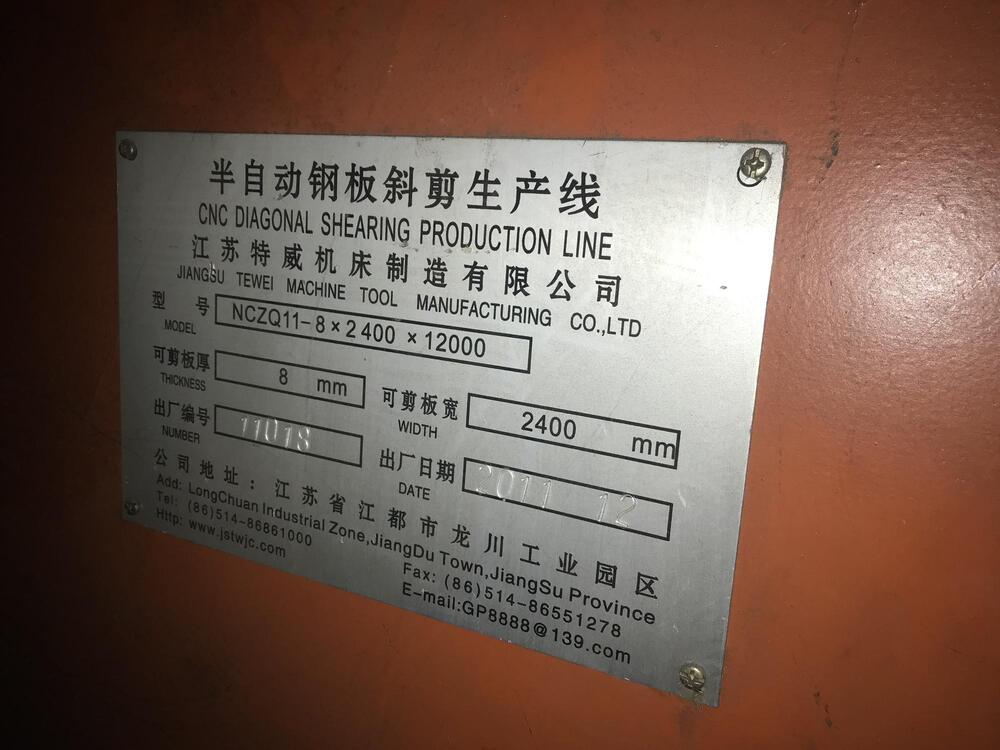 半自动钢板斜剪生产线
CNC DIAGONAL SHEARING PRODUCTION LINE
江苏特威机床制造有限公司
JIANGSU TEWEI MACHINE TOOL MANUFACTURING CO.,LTD
型号 NCZQ11-8×2400×12000
MODEL
可剪板厚 8 mm 可剪板宽 2400 mm
THICKNESS WIDTH
出厂编号 11018 出厂日期 2011 12
NUMBER DATE
公司地址：江苏省江都市龙川工业园区
Add: LongChuan Industrial Zone,JiangDu Town,JiangSu Province
Tel: (86)514-86861000 Fax: (86)514-86551278
Http: www.jstwjc.com E-mail:GP8888@139.com